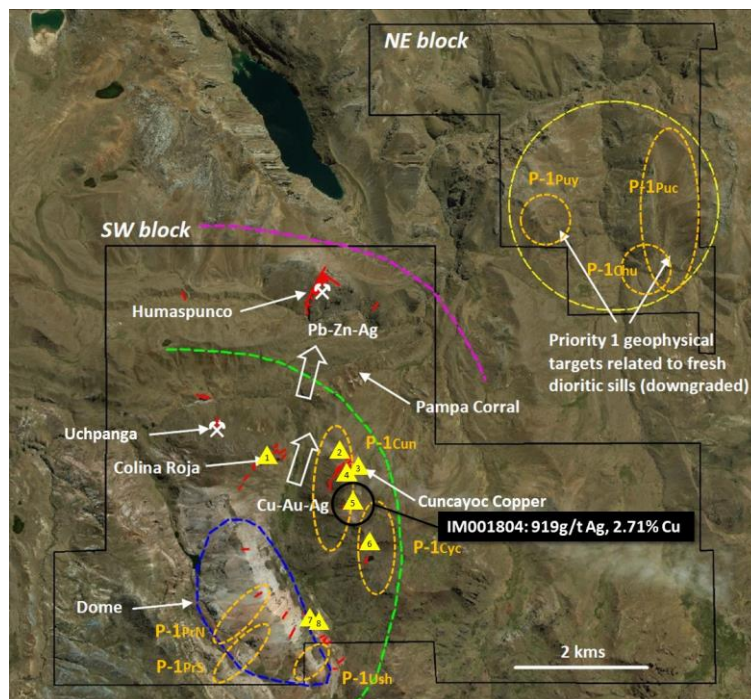 NE block
P-1Puy
P-1Puc
P-1Chu
SW block
Humaspunco
Pb-Zn-Ag
Priority 1 geophysical
targets related to fresh
dioritic sills (downgraded)
Pampa Corral
Uchpanga
P-1Cun
Colina Roja
1
2
3
4
Cu-Au-Ag
Cuncayoc Copper
5
IM001804: 919g/t Ag, 2.71% Cu
6
P-1Cyc
Dome
7
8
P-1PrN
P-1PrS
P-1Ush
2 kms